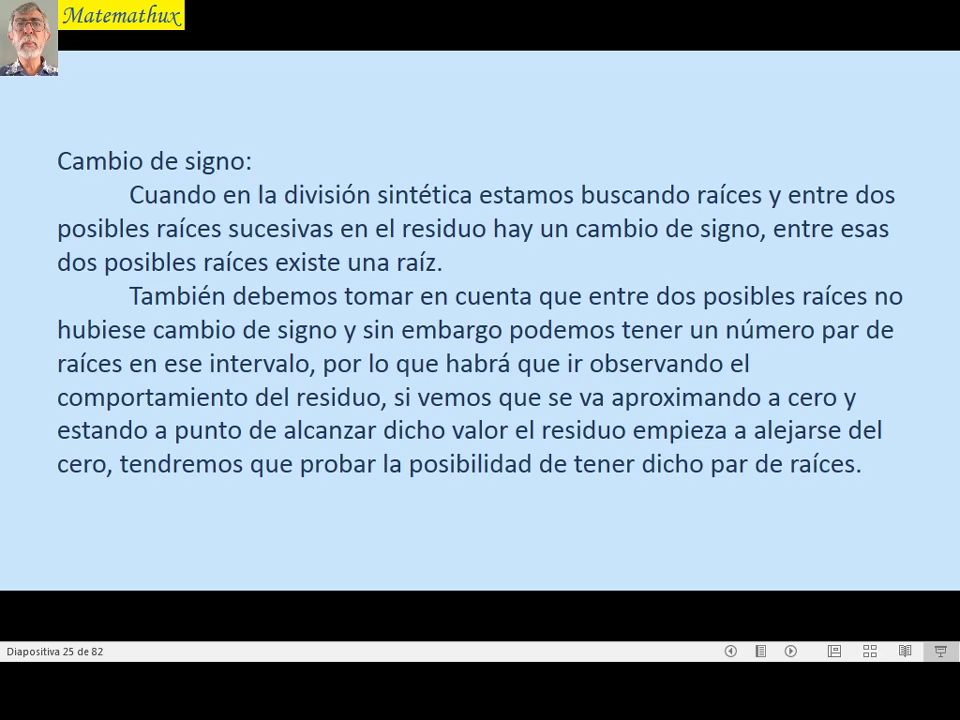 Matemathux
Cambio de signo:
Cuando en la división sintética estamos buscando raíces y entre dos
posibles raíces sucesivas en el residuo hay un cambio de signo, entre esas
dos posibles raíces existe una raíz.
También debemos tomar en cuenta que entre dos posibles raíces no
hubiese cambio de signo y sin embargo podemos tener un número par de
raíces en ese intervalo, por lo que habrá que ir observando el
comportamiento del residuo, si vemos que se va aproximando a cero y
estando a punto de alcanzar dicho valor el residuo empieza a alejarse del
cero, tendremos que probar la posibilidad de tener dicho par de raíces.
Diapositiva 25 de 82